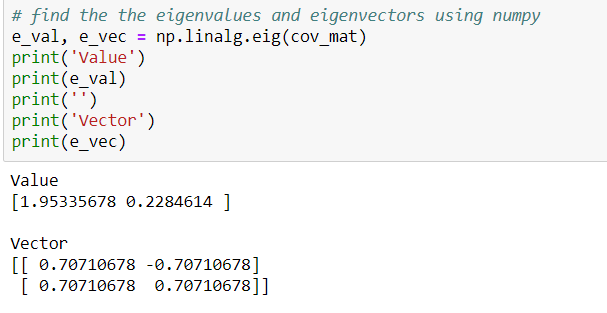 # find the the eigenvalues and eigenvectors using numpy
e_val, e_vec = np.linalg.eig(cov_mat)
print('Value')
print(e_val)
print('')
print('Vector')
print(e_vec)
Value
[1.95335678 0.2284614 ]
Vector
[[ 0.70710678 -0.70710678]
 [ 0.70710678  0.70710678]]